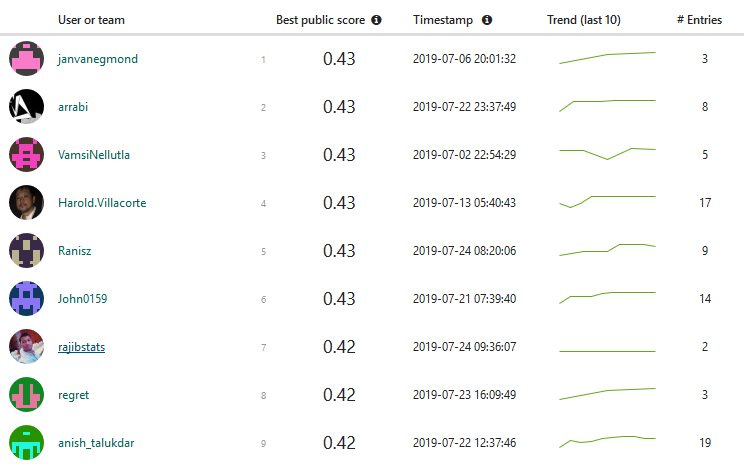 User or team Best public score Timestamp Trend (last 10) # Entries
janvanegmond 1 0.43 2019-07-06 20:01:32 3
arrabi 2 0.43 2019-07-22 23:37:49 8
VamsiNellutla 3 0.43 2019-07-02 22:54:29 5
Harold.Villacorte 4 0.43 2019-07-13 05:40:43 17
Ranisz 5 0.43 2019-07-24 08:20:06 9
John0159 6 0.43 2019-07-21 07:39:40 14
rajibstats 7 0.42 2019-07-24 09:36:07 2
regret 8 0.42 2019-07-23 16:09:49 3
anish_talukdar 9 0.42 2019-07-22 12:37:46 19